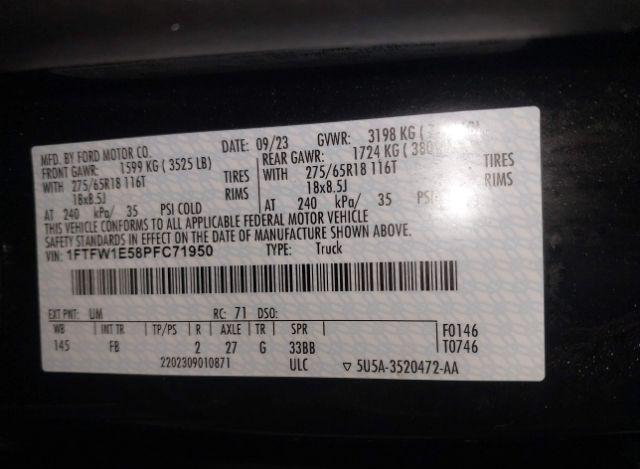 MFD. BY FORD MOTOR CO. DATE: 09/23 GVWR: 3198 KG (
FRONT GAWR: 1599 KG (3525 LB) REAR GAWR: 1724 KG (
WITH 275/65R18 116T TIRES WITH 275/65R18 116T TIRES
18x8.5J RIMS 18x8.5J RIMS
AT 240 kPa/ 35 PSI COLD AT 240 kPa/ 35 PSI
THIS VEHICLE CONFORMS TO ALL APPLICABLE FEDERAL MOTOR VEHICLE
SAFETY STANDARDS IN EFFECT ON THE DATE OF MANUFACTURE SHOWN ABOVE.
VIN: 1FTFW1E58PFC71950 TYPE: Truck
EXT PNT: UM RC: 71 DSO:
WB INT TR TP/PS R AXLE TR SPR F0146
145 FB 2 27 G 33BB T0746
2202309010871 ULC ▽ 5U5A-3520472-AA